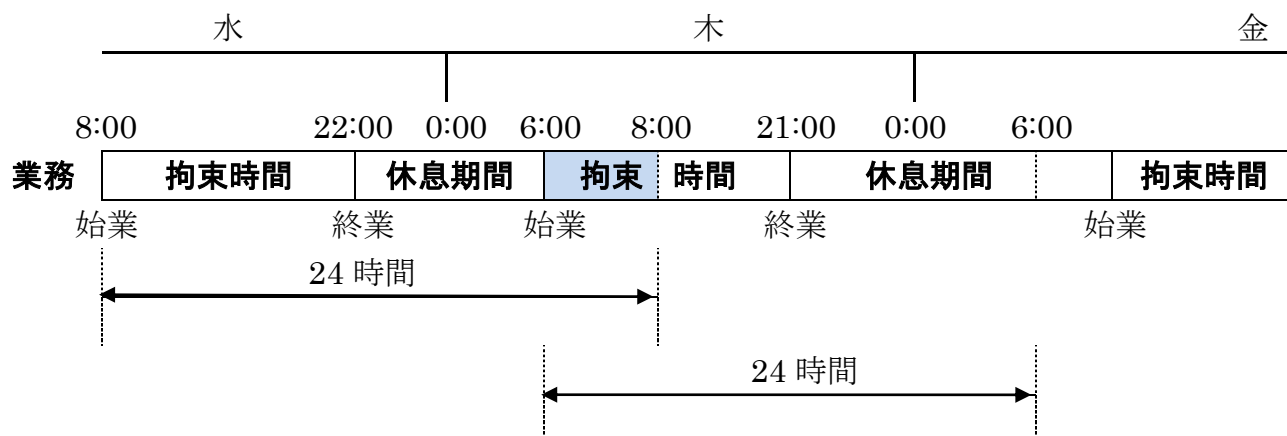 水 木 金
8:00 22:00 0:00 6:00 8:00 21:00 0:00 6:00
業務 拘束時間 休息期間 拘束 時間 休息期間 拘束時間
始業 終業 始業 終業 始業
24 時間
24 時間